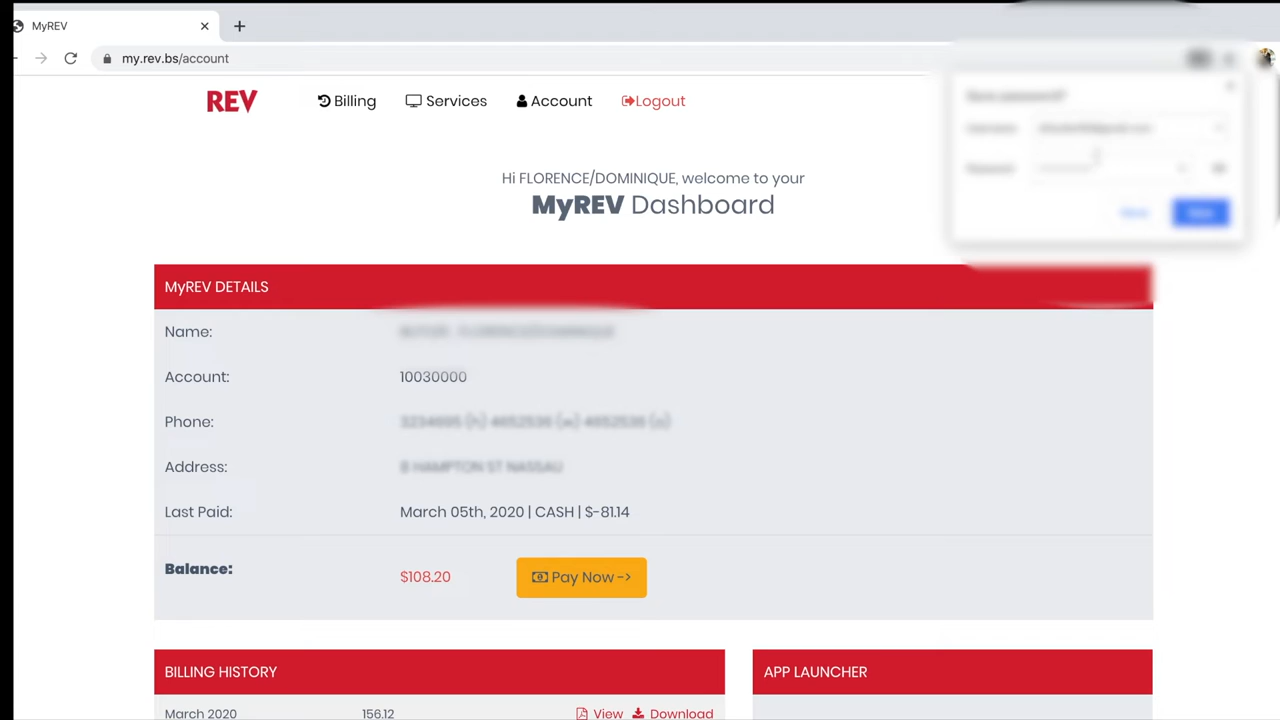 MyREV
my.rev.bs/account
REV Billing Services Account Logout
Hi FLORENCE/DOMINIQUE, welcome to your
MyREV Dashboard
MyREV DETAILS
Name:
Account: 10030000
Phone:
Address:
Last Paid: March 05th, 2020 | CASH | $-81.14
Balance: $108.20 Pay Now ->
BILLING HISTORY
March 2020 156.12 View Download
APP LAUNCHER